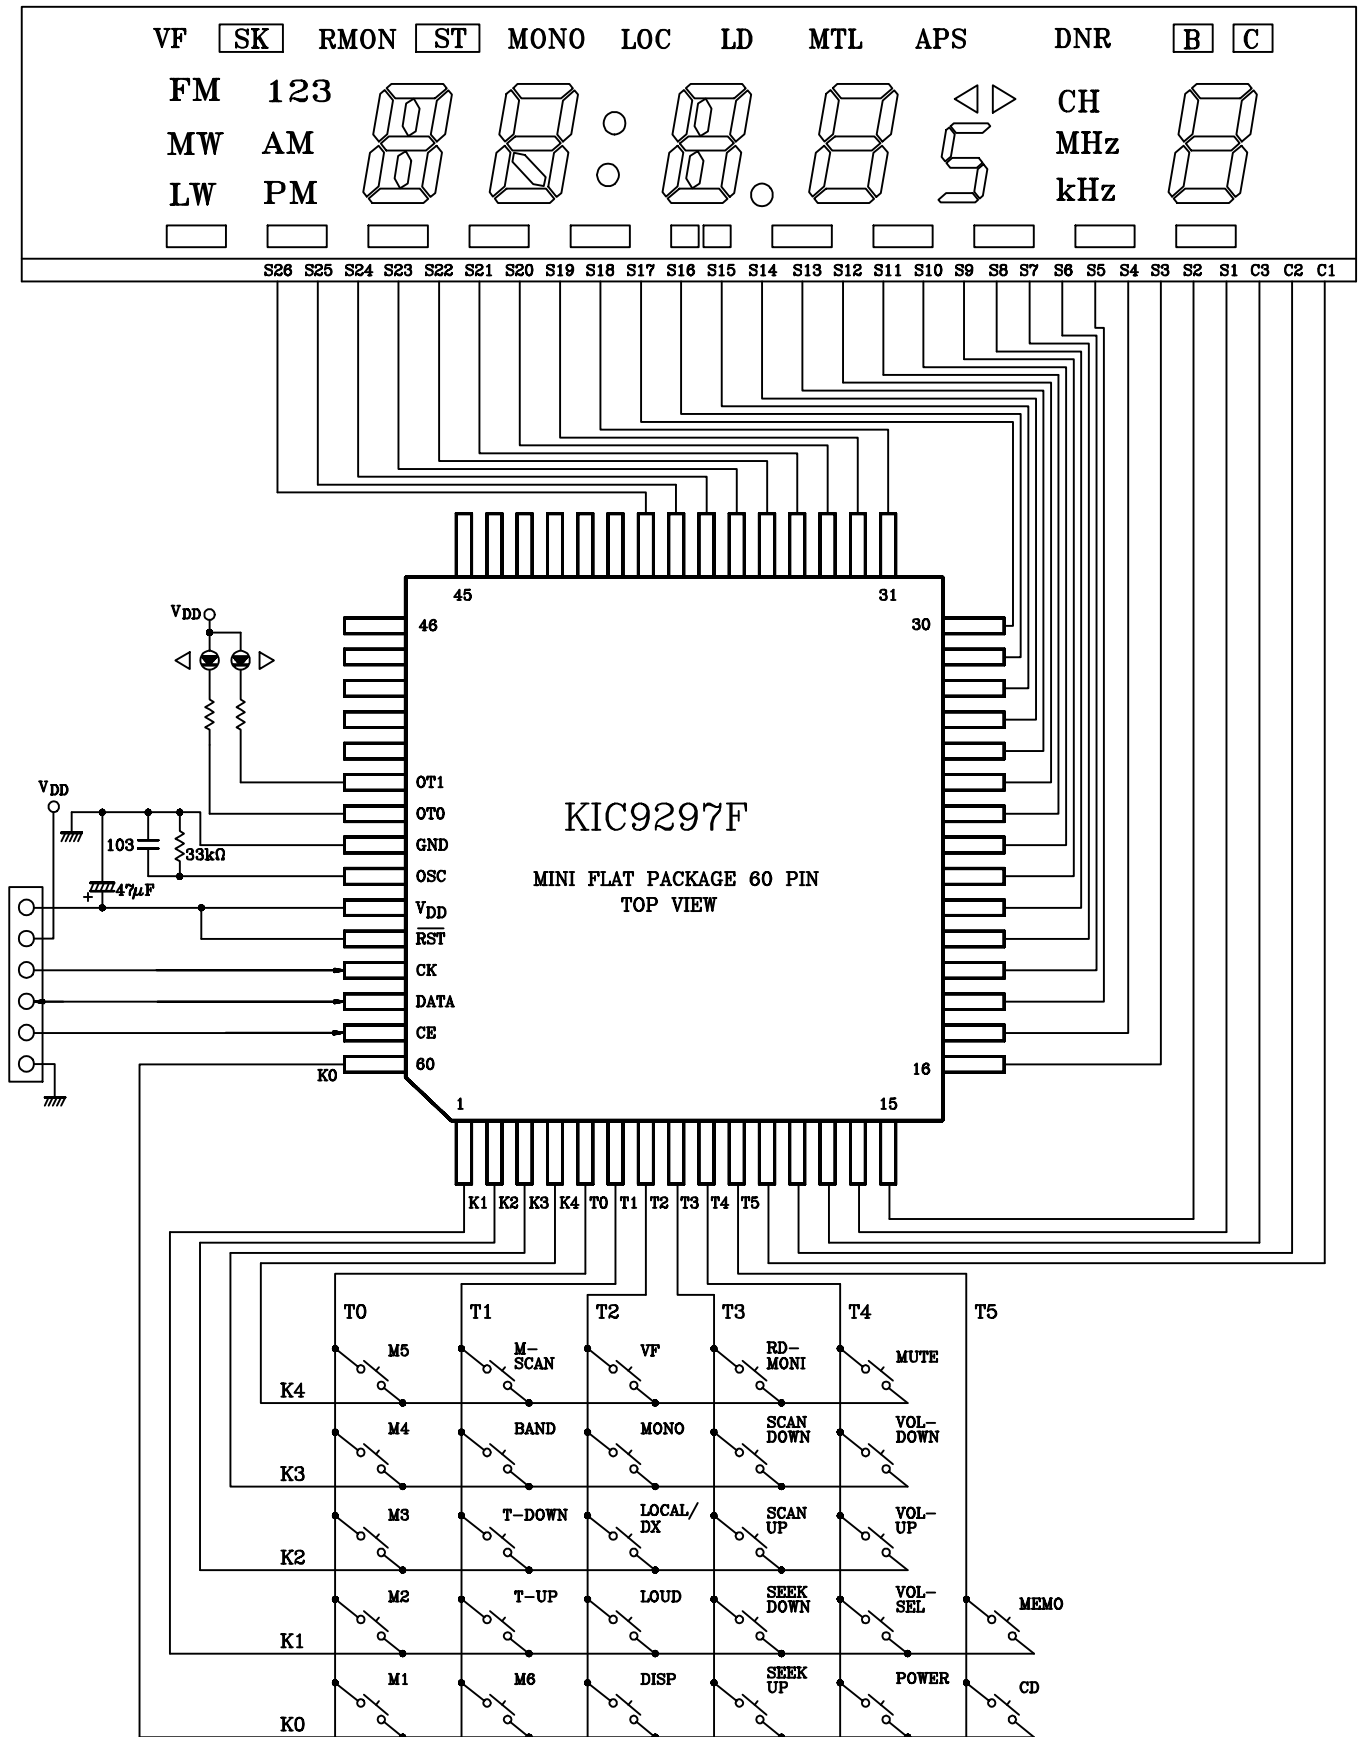 VF SK RMON ST MONO LOC LD MTL APS DNR B C
FM 123 CH
MW AM MHz
LW PM kHz
S26 S25 S24 S23 S22 S21 S20 S19 S18 S17 S16 S15 S14 S13 S12 S11 S10 S9 S8 S7 S6 S5 S4 S3 S2 S1 C3 C2 C1
45 31
46 30
VDD
OT1
OT0
VDD
GND
103 33kΩ
OSC
47μF
VDD
RST
CK
DATA
CE
60 16
K0
1 15
KIC9297F
MINI FLAT PACKAGE 60 PIN
TOP VIEW
K1 K2 K3 K4 T0 T1 T2 T3 T4 T5
T0 T1 T2 T3 T4 T5
M5 M-SCAN VF RD-MONI MUTE
K4
M4 BAND MONO SCAN DOWN VOL-DOWN
K3
M3 T-DOWN LOCAL/DX SCAN UP VOL-UP
K2
M2 T-UP LOUD SEEK DOWN VOL-SEL MEMO
K1
M1 M6 DISP SEEK UP POWER CD
K0